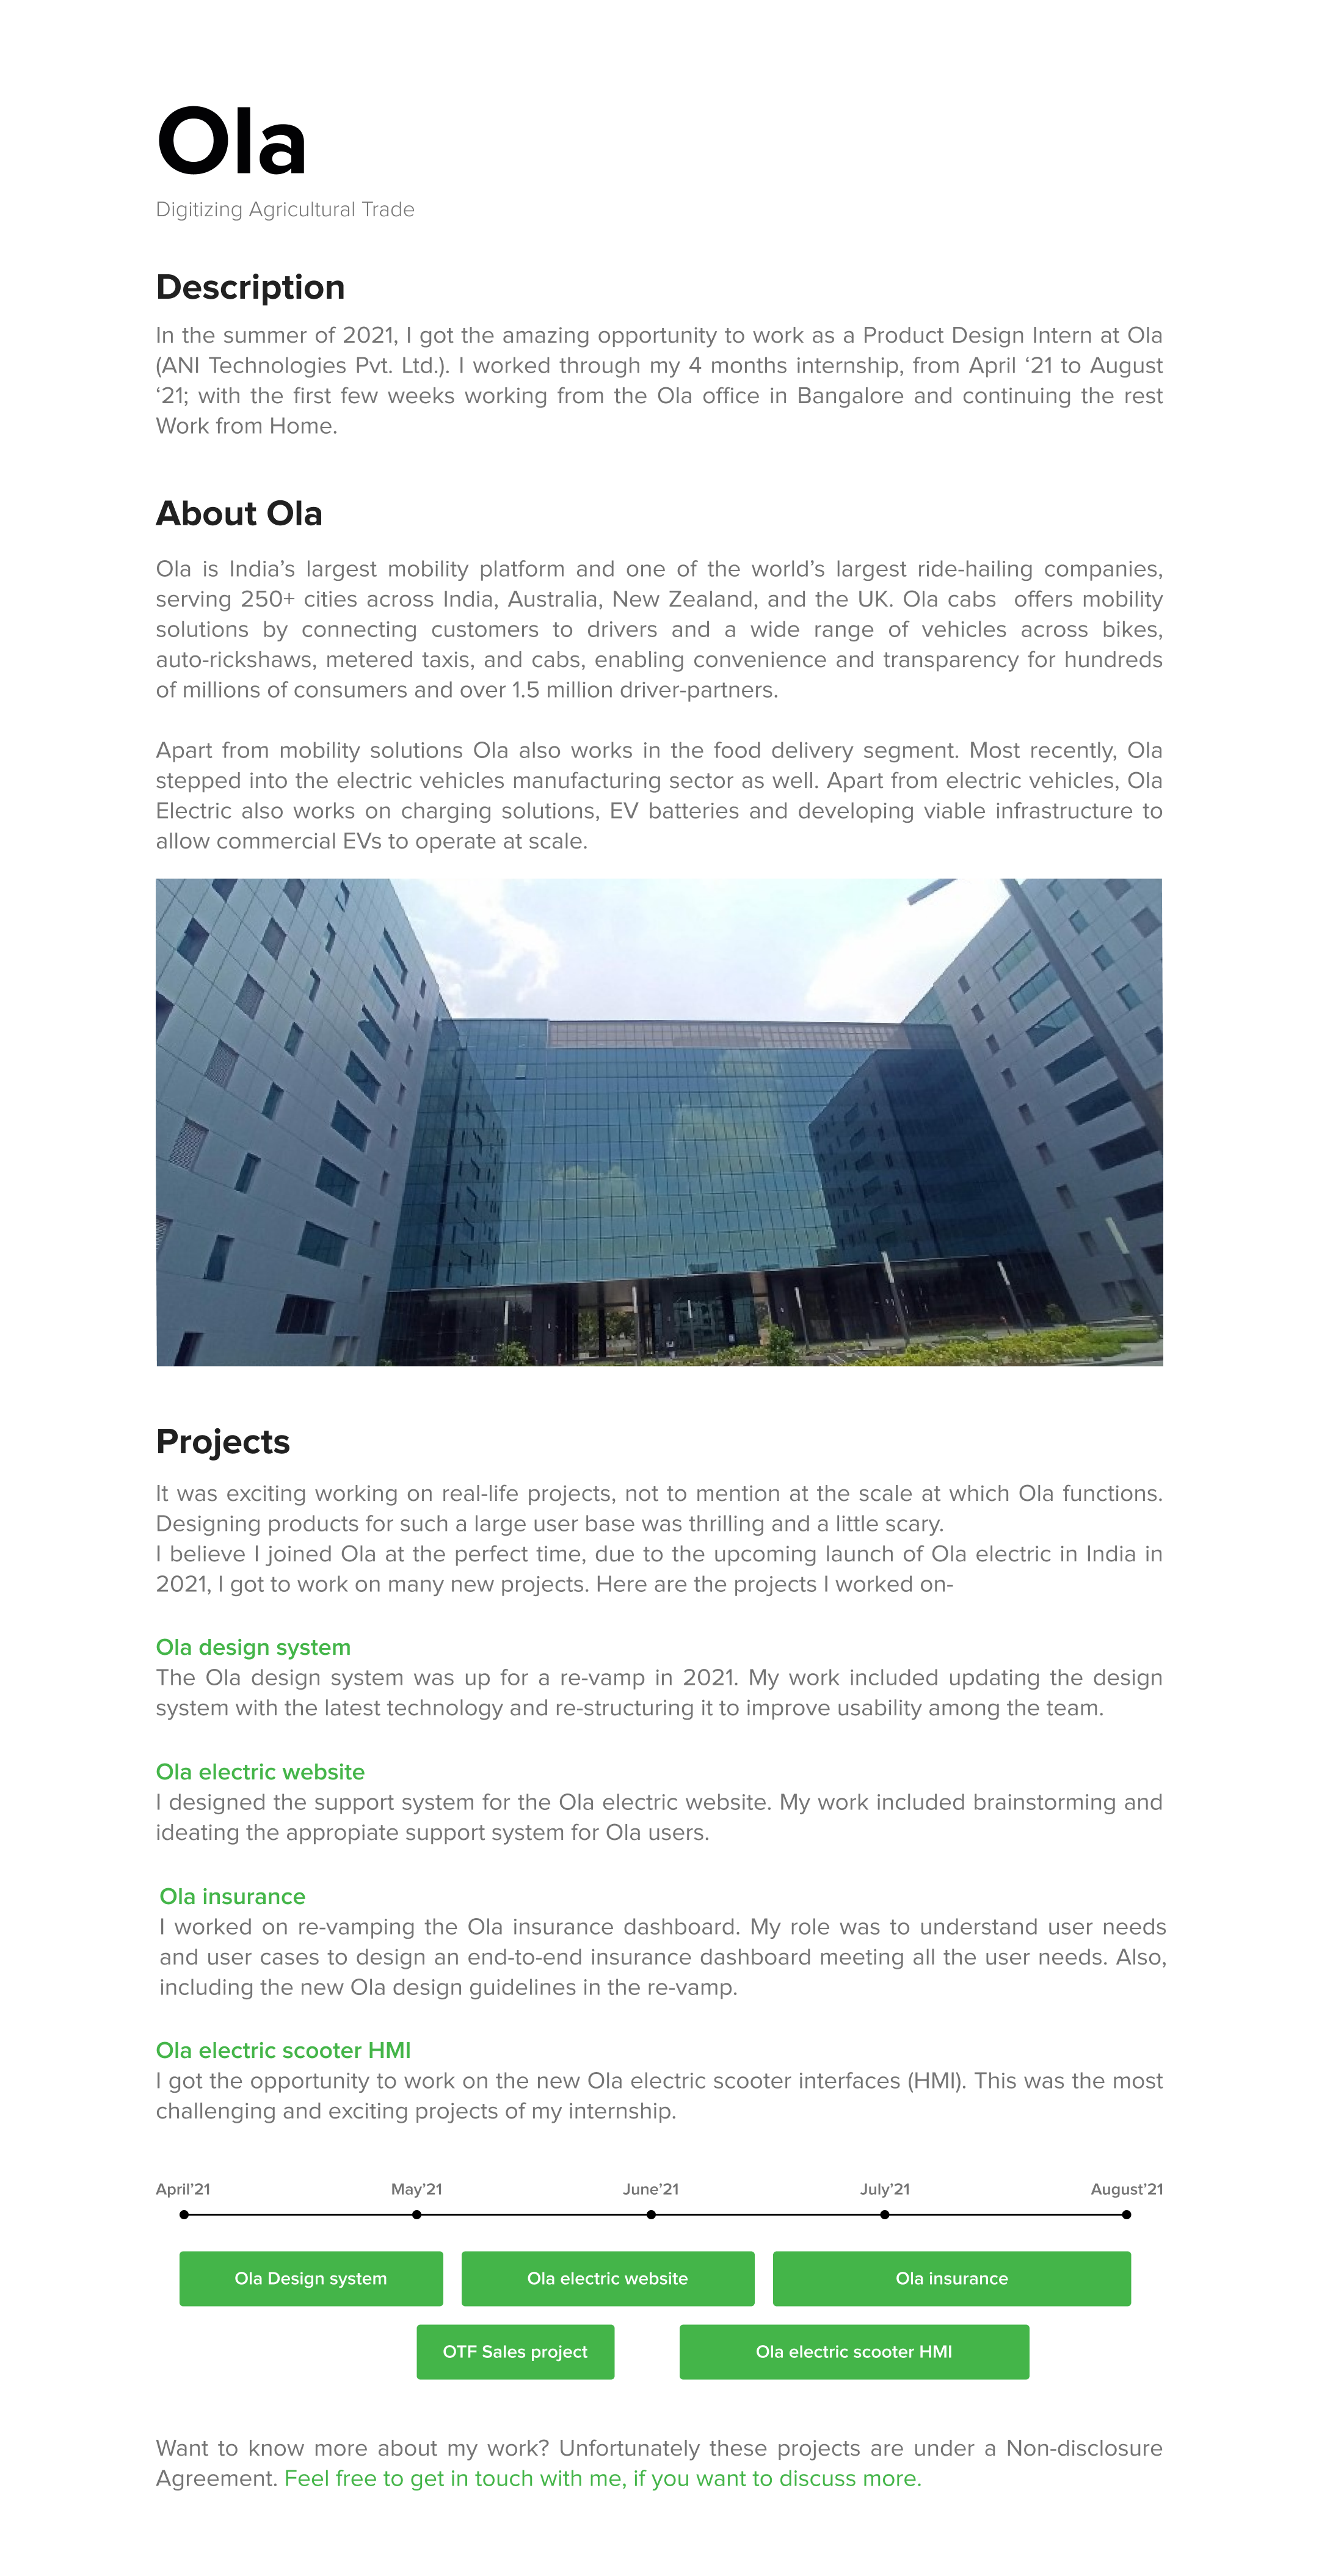 Ola
Digitizing Agricultural Trade
Description
In the summer of 2021, I got the amazing opportunity to work as a Product Design Intern at Ola
(ANI Technologies Pvt. Ltd.). I worked through my 4 months internship, from April ‘21 to August
‘21; with the first few weeks working from the Ola office in Bangalore and continuing the rest
Work from Home.
About Ola
Ola is India’s largest mobility platform and one of the world’s largest ride-hailing companies,
serving 250+ cities across India, Australia, New Zealand, and the UK. Ola cabs  offers mobility
solutions by connecting customers to drivers and a wide range of vehicles across bikes,
auto-rickshaws, metered taxis, and cabs, enabling convenience and transparency for hundreds
of millions of consumers and over 1.5 million driver-partners.
Apart from mobility solutions Ola also works in the food delivery segment. Most recently, Ola
stepped into the electric vehicles manufacturing sector as well. Apart from electric vehicles, Ola
Electric also works on charging solutions, EV batteries and developing viable infrastructure to
allow commercial EVs to operate at scale.
Projects
It was exciting working on real-life projects, not to mention at the scale at which Ola functions.
Designing products for such a large user base was thrilling and a little scary.
I believe I joined Ola at the perfect time, due to the upcoming launch of Ola electric in India in
2021, I got to work on many new projects. Here are the projects I worked on-
Ola design system
The Ola design system was up for a re-vamp in 2021. My work included updating the design
system with the latest technology and re-structuring it to improve usability among the team.
Ola electric website
I designed the support system for the Ola electric website. My work included brainstorming and
ideating the appropiate support system for Ola users.
Ola insurance
I worked on re-vamping the Ola insurance dashboard. My role was to understand user needs
and user cases to design an end-to-end insurance dashboard meeting all the user needs. Also,
including the new Ola design guidelines in the re-vamp.
Ola electric scooter HMI
I got the opportunity to work on the new Ola electric scooter interfaces (HMI). This was the most
challenging and exciting projects of my internship.
April’21 May’21 June’21 July’21 August’21
Ola Design system Ola electric website Ola insurance
OTF Sales project Ola electric scooter HMI
Want to know more about my work? Unfortunately these projects are under a Non-disclosure
Agreement. Feel free to get in touch with me, if you want to discuss more.